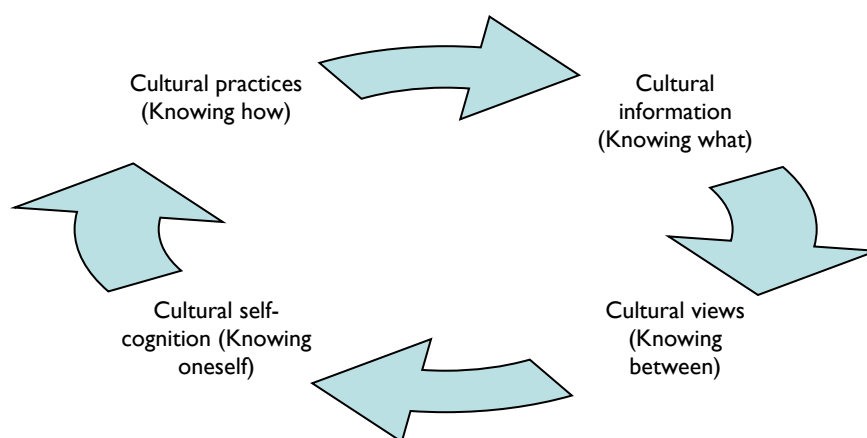 Cultural practices
(Knowing how)
Cultural
information
(Knowing what)
Cultural views
(Knowing
between)
Cultural self-
cognition (Knowing
oneself)